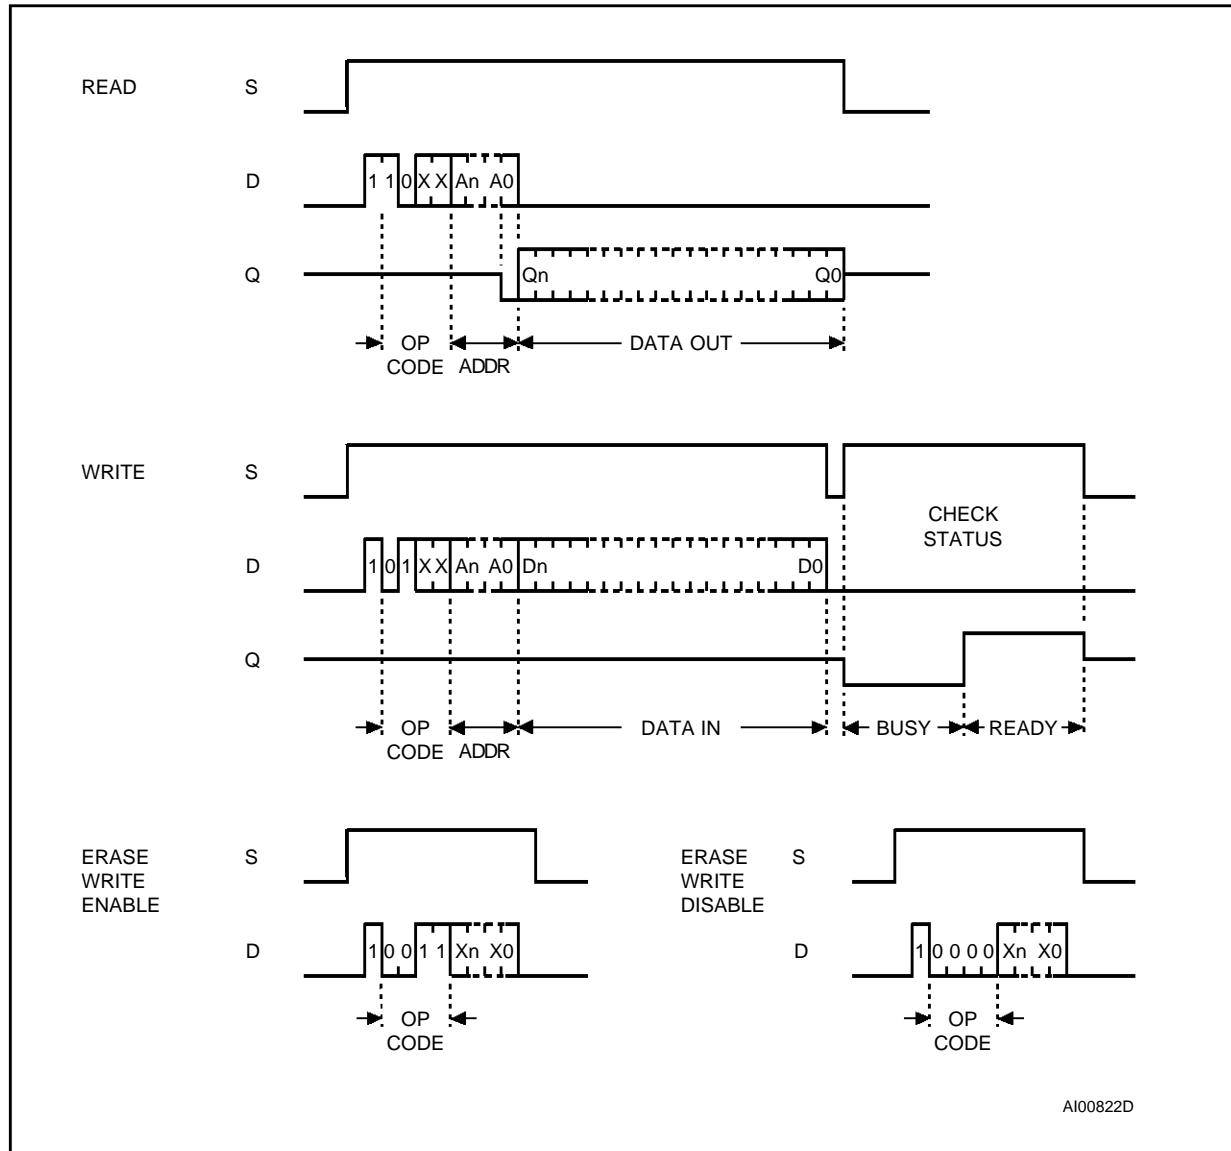 READ S
D 1 1 0 X X An A0
Q Qn Q0
OP CODE ADDR DATA OUT
WRITE S CHECK STATUS
D 1 0 1 X X An A0 Dn D0
Q
OP CODE ADDR DATA IN BUSY READY
ERASE WRITE ENABLE S
D 1 0 0 1 1 Xn X0
OP CODE
ERASE WRITE DISABLE S
D 1 0 0 0 0 Xn X0
OP CODE
AI00822D